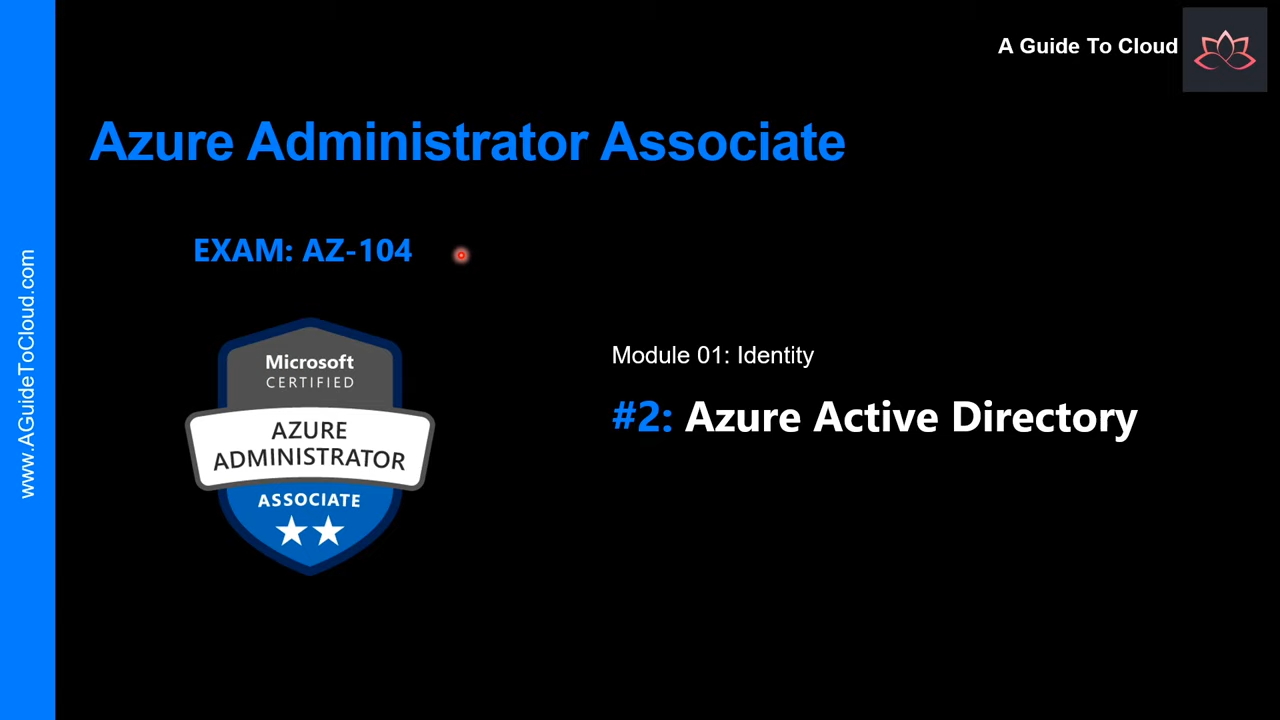 A Guide To Cloud
Azure Administrator Associate
EXAM: AZ-104
Microsoft
CERTIFIED
AZURE
ADMINISTRATOR
ASSOCIATE
Module 01: Identity
#2: Azure Active Directory
www.AGuideToCloud.com